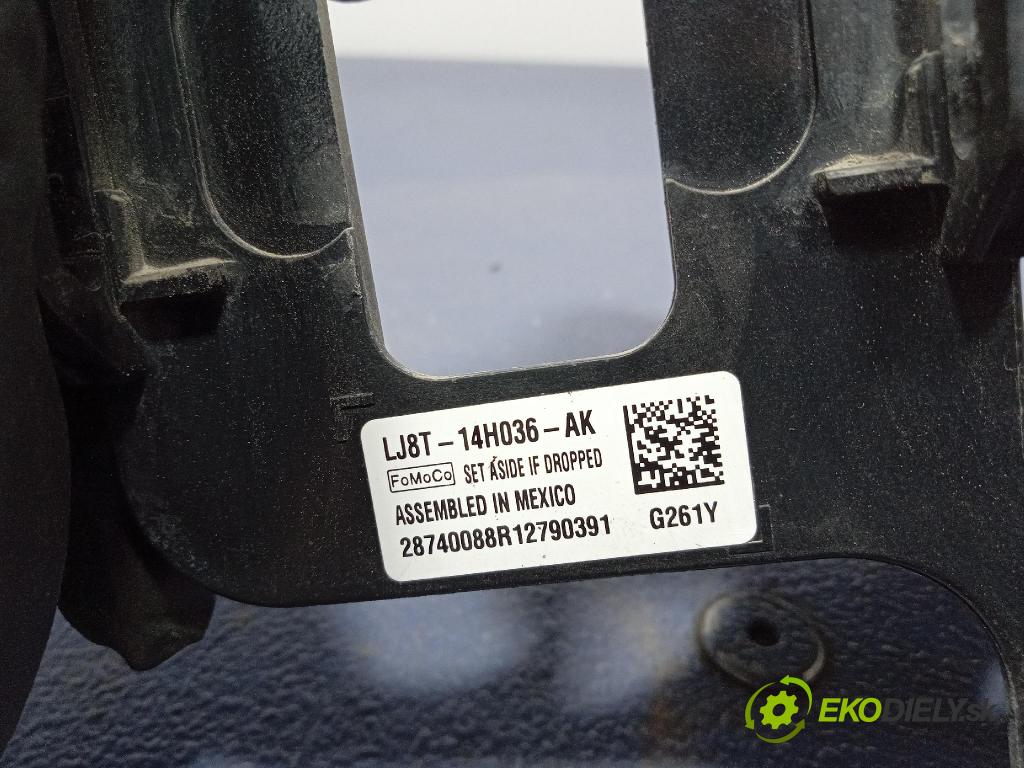 LJ8T-14H036-AK
FoMoCo SET ASIDE IF DROPPED
ASSEMBLED IN MEXICO
28740088R12790391 G261Y
EKODIELY.sk